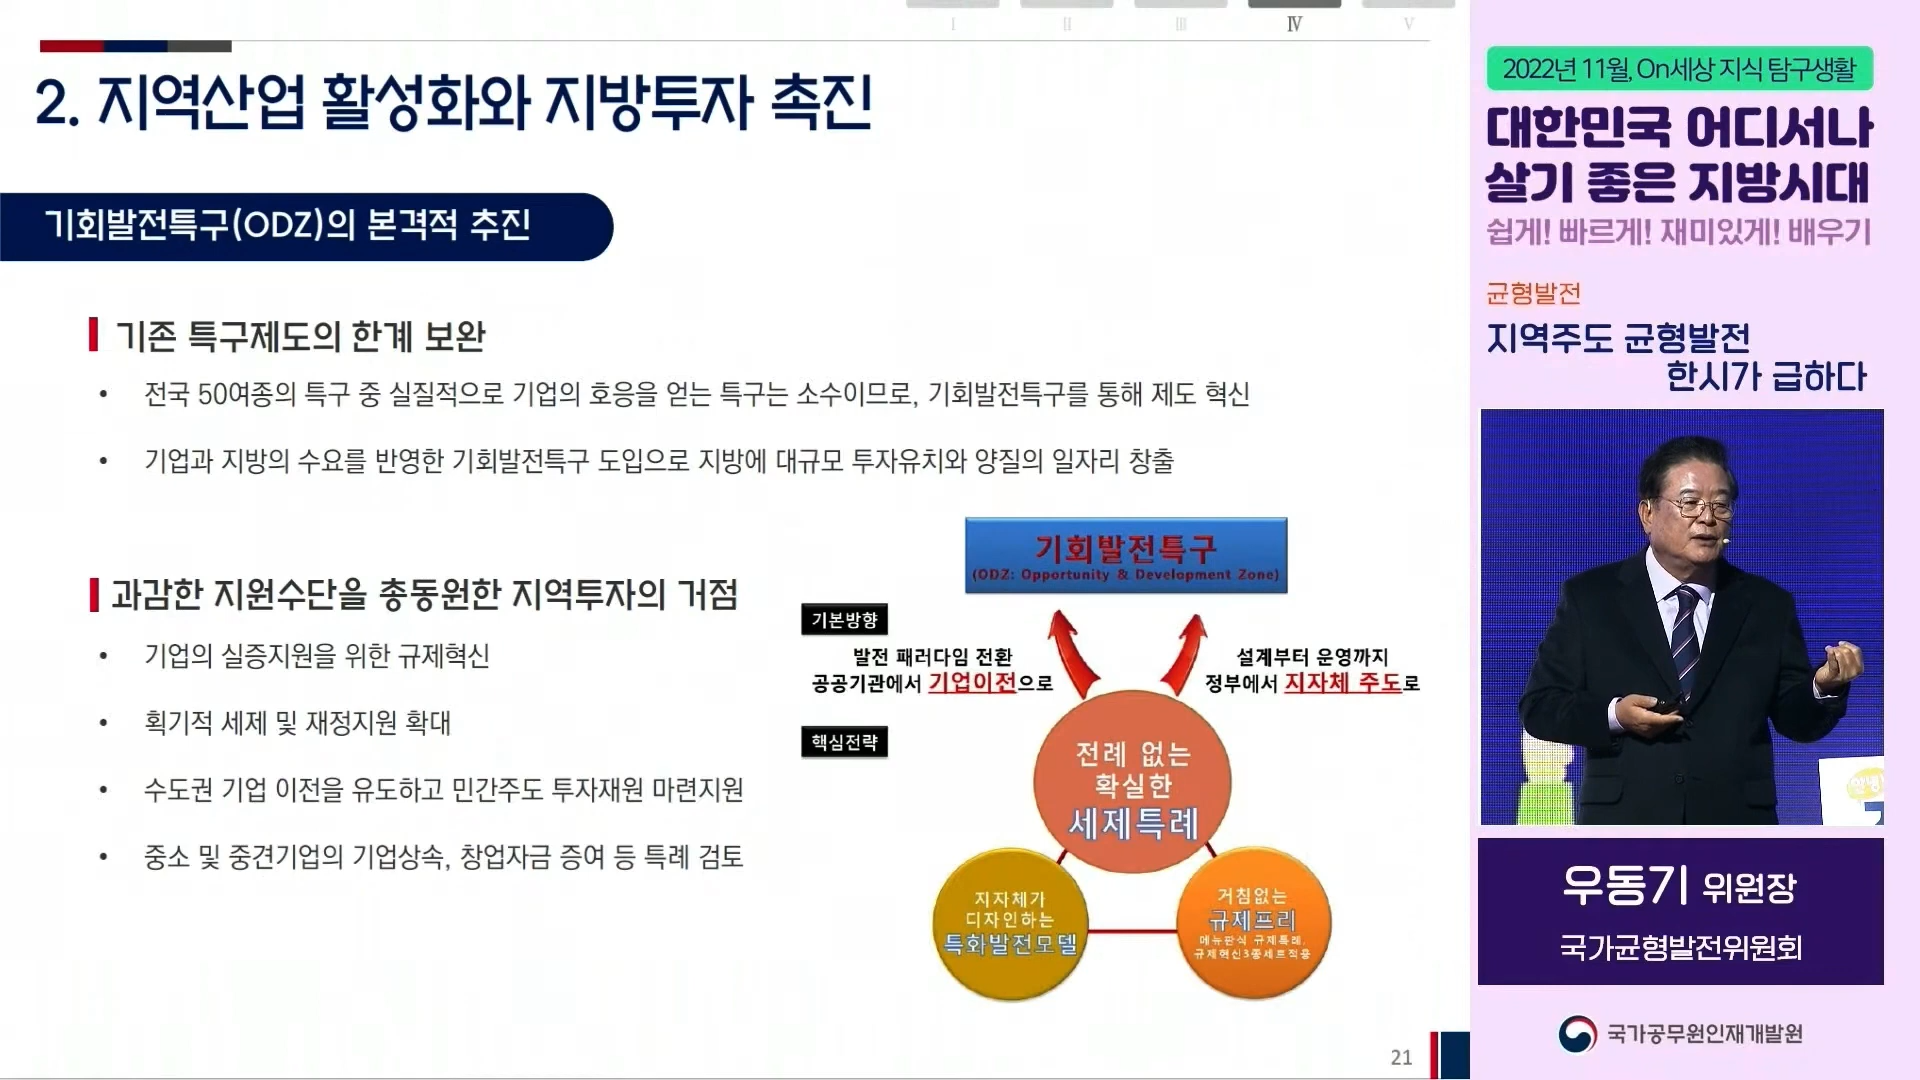 I II III IV V
2. 지역산업 활성화와 지방투자 촉진
기회발전특구(ODZ)의 본격적 추진
기존 특구제도의 한계 보완
• 전국 50여종의 특구 중 실질적으로 기업의 호응을 얻는 특구는 소수이므로, 기회발전특구를 통해 제도 혁신
• 기업과 지방의 수요를 반영한 기회발전특구 도입으로 지방에 대규모 투자유치와 양질의 일자리 창출
과감한 지원수단을 총동원한 지역투자의 거점
• 기업의 실증지원을 위한 규제혁신
• 획기적 세제 및 재정지원 확대
• 수도권 기업 이전을 유도하고 민간주도 투자재원 마련지원
• 중소 및 중견기업의 기업상속, 창업자금 증여 등 특례 검토
기회발전특구
(ODZ: Opportunity & Development Zone)
기본방향
발전 패러다임 전환
공공기관에서 기업이전으로
설계부터 운영까지
정부에서 지자체 주도로
핵심전략
전례 없는
확실한
세제특례
지자체가
디자인하는
특화발전모델
거침없는
규제프리
메뉴판식 규제특례,
규제혁신3종세트적용
21
2022년 11월, On세상 지식 탐구생활
대한민국 어디서나
살기 좋은 지방시대
쉽게! 빠르게! 재미있게! 배우기
균형발전
지역주도 균형발전
한시가 급하다
우동기 위원장
국가균형발전위원회
국가공무원인재개발원